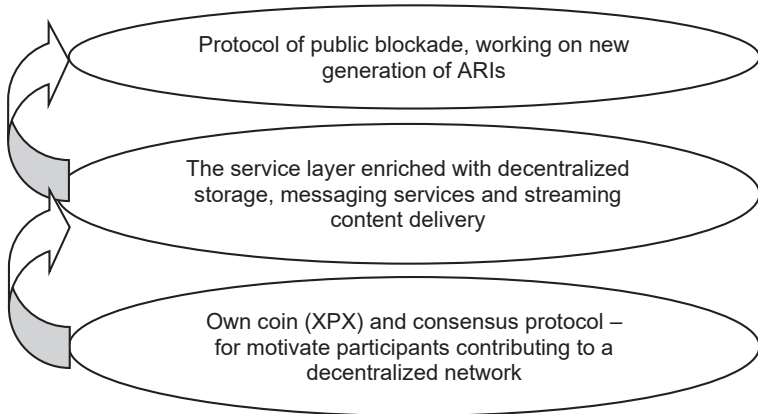 Protocol of public blockade, working on new
generation of ARIs
The service layer enriched with decentralized
storage, messaging services and streaming
content delivery
Own coin (XPX) and consensus protocol –
for motivate participants contributing to a
decentralized network